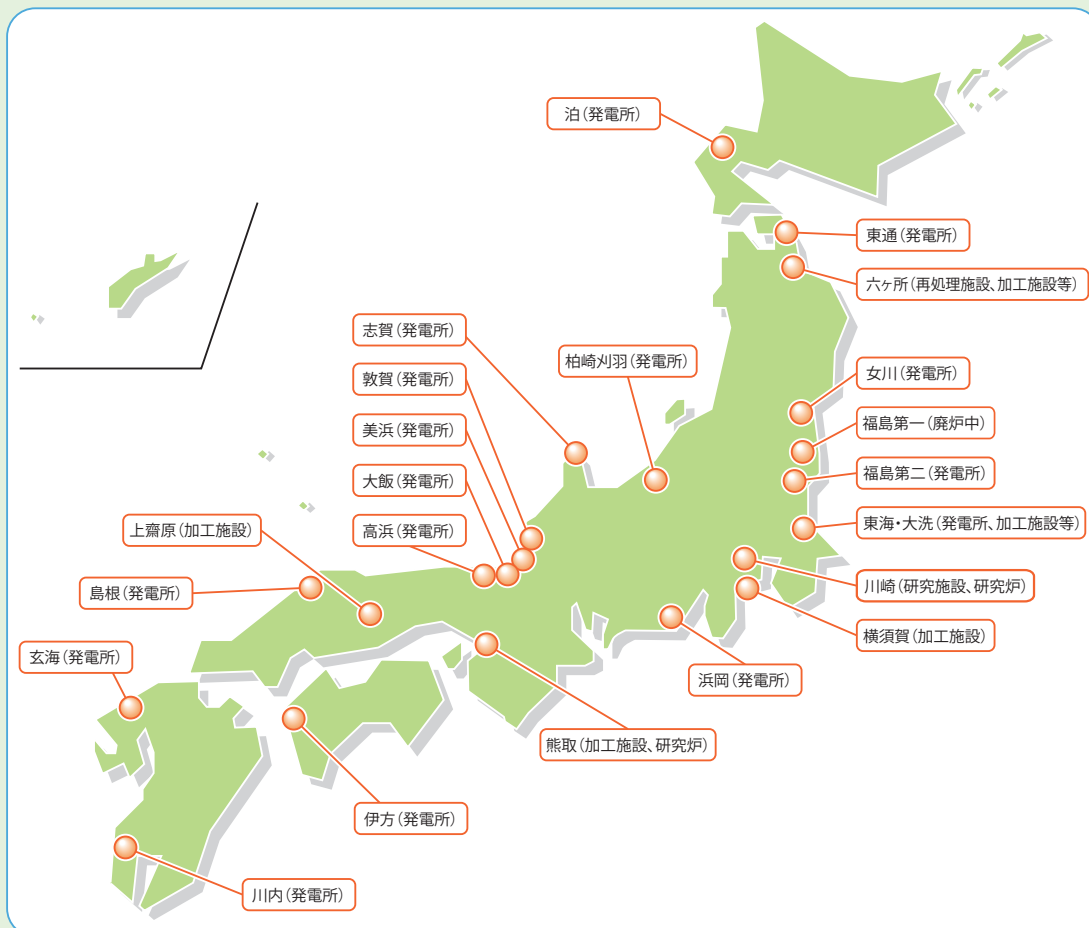 泊(発電所)
東通(発電所)
六ヶ所(再処理施設、加工施設等)
志賀(発電所)
柏崎刈羽(発電所)
敦賀(発電所)
女川(発電所)
美浜(発電所)
福島第一(廃炉中)
大飯(発電所)
福島第二(発電所)
上齋原(加工施設)
高浜(発電所)
東海・大洗(発電所、加工施設等)
島根(発電所)
川崎(研究施設、研究炉)
横須賀(加工施設)
玄海(発電所)
浜岡(発電所)
熊取(加工施設、研究炉)
伊方(発電所)
川内(発電所)